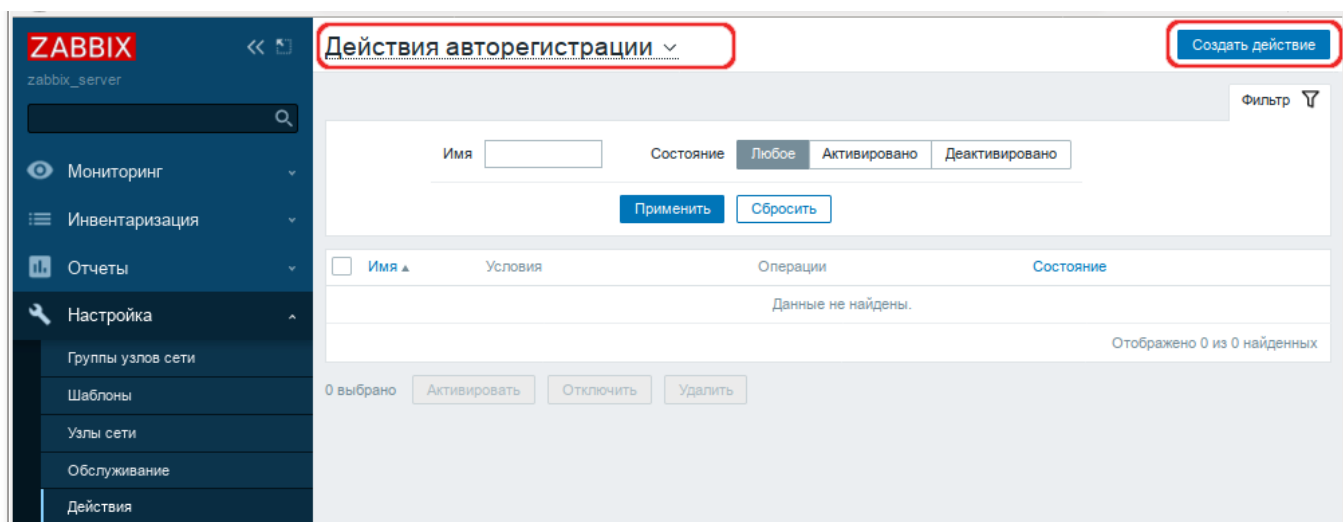 ZABBIX
zabbix_server
Мониторинг
Инвентаризация
Отчеты
Настройка
Группы узлов сети
Шаблоны
Узлы сети
Обслуживание
Действия
Действия авторегистрации
Создать действие
Фильтр
Имя
Состояние Любое Активировано Деактивировано
Применить Сбросить
Имя Условия Операции Состояние
Данные не найдены.
Отображено 0 из 0 найденных
0 выбрано Активировать Отключить Удалить